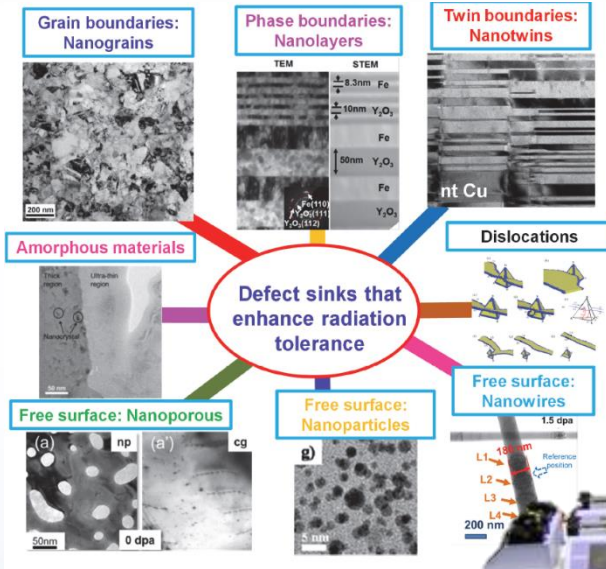 Grain boundaries:
Nanograins
200 nm
Phase boundaries:
Nanolayers
TEM
STEM
8.3nm
Fe
10nm
Y₂O₃
Fe
50nm
Y₂O₃
Fe
Y₂O₃
Fe(110)
Y₂O₃(111)
Y₂O₃(112)
Twin boundaries:
Nanotwins
nt Cu
Amorphous materials
Thick
region
Ultra-thin
region
Nanocrystal
50 nm
Defect sinks that
enhance radiation
tolerance
Dislocations
Free surface: Nanoporous
(a)
np
50nm
0 dpa
(a')
cg
Free surface:
Nanoparticles
g)
5 nm
Free surface:
Nanowires
1.5 dpa
180 nm
L1
L2
L3
L4
Reference
position
200 nm